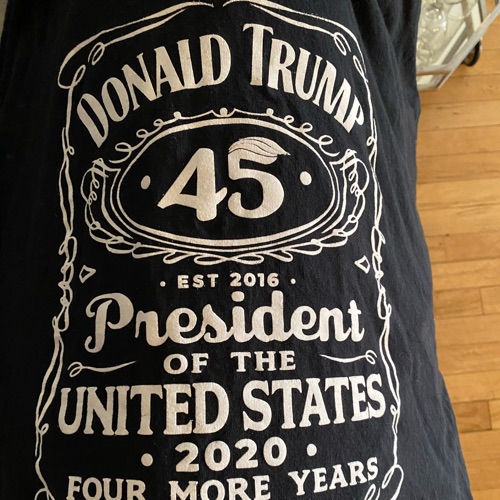 DONALD TRUMP
• 45 •
• EST 2016 •
President
OF THE
UNITED STATES
• 2020 •
FOUR MORE YEARS